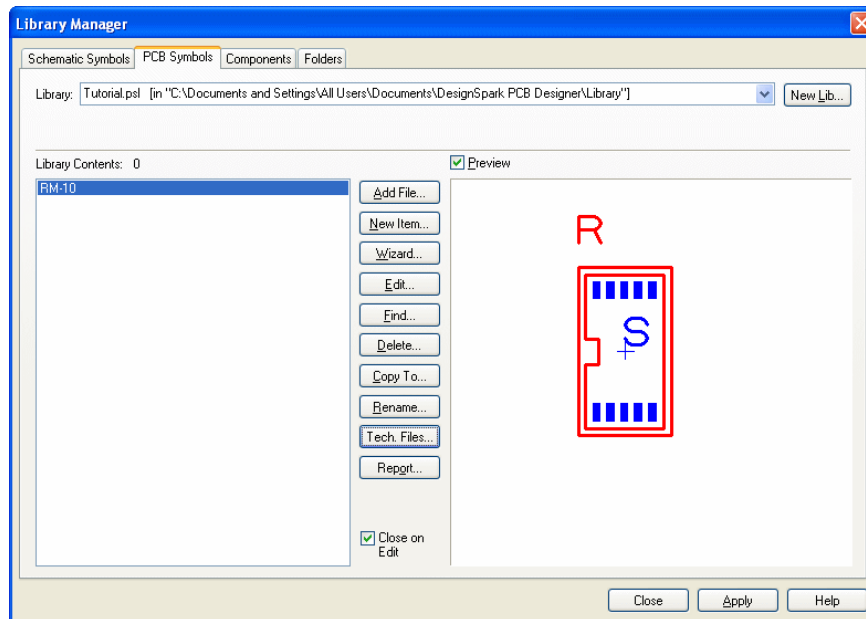 Library Manager
Schematic Symbols PCB Symbols Components Folders
Library: Tutorial.psl [in "C:\Documents and Settings\All Users\Documents\DesignSpark PCB Designer\Library"] New Lib...
Library Contents: 0 Preview
RM-10
Add File...
New Item...
Wizard...
Edit...
Find...
Delete...
Copy To...
Rename...
Tech. Files...
Report...
Close on
Edit
R
S
Close Apply Help